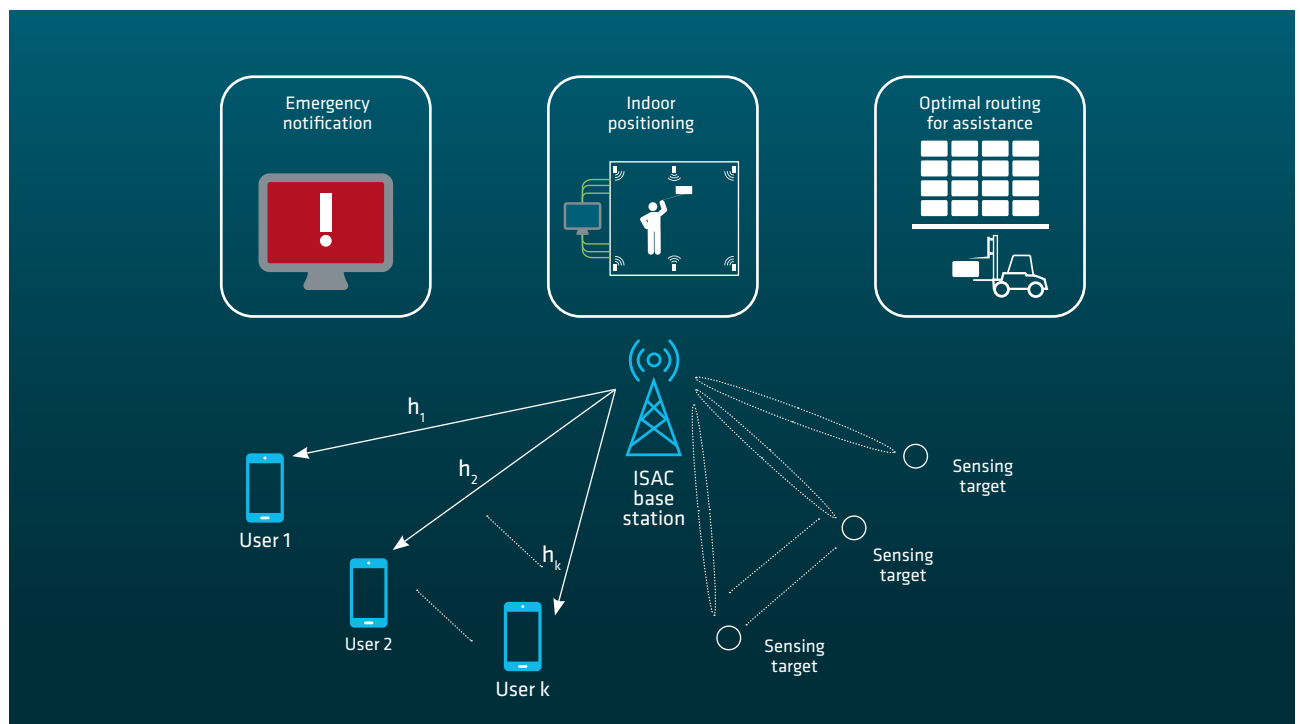 Emergency
notification
Indoor
positioning
Optimal routing
for assistance
h1
h2
hk
ISAC
base
station
User 1
User 2
User k
Sensing
target
Sensing
target
Sensing
target